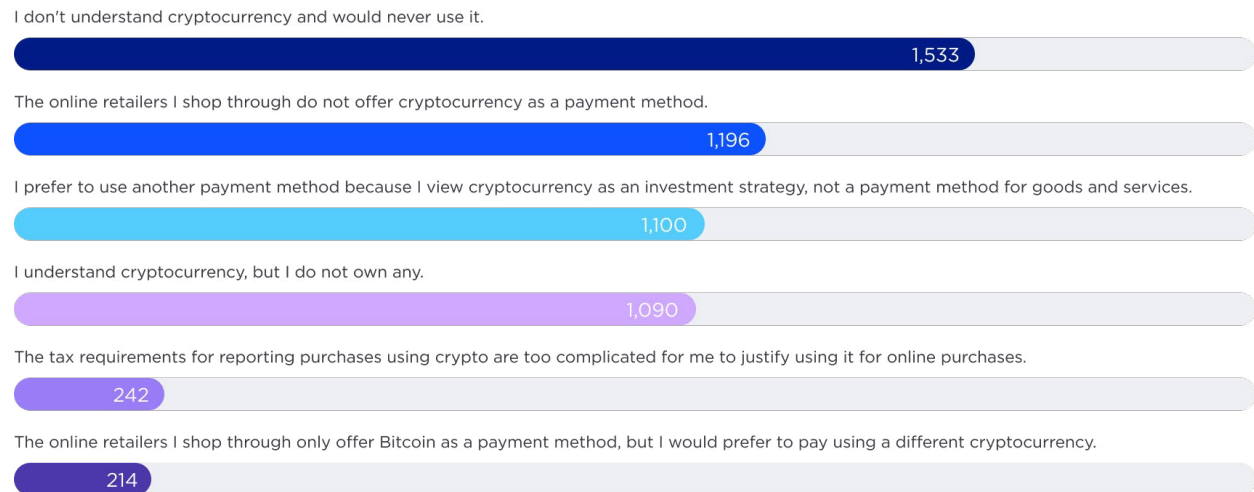 I don't understand cryptocurrency and would never use it.
1,533
The online retailers I shop through do not offer cryptocurrency as a payment method.
1,196
I prefer to use another payment method because I view cryptocurrency as an investment strategy, not a payment method for goods and services.
1,100
I understand cryptocurrency, but I do not own any.
1,090
The tax requirements for reporting purchases using crypto are too complicated for me to justify using it for online purchases.
242
The online retailers I shop through only offer Bitcoin as a payment method, but I would prefer to pay using a different cryptocurrency.
214